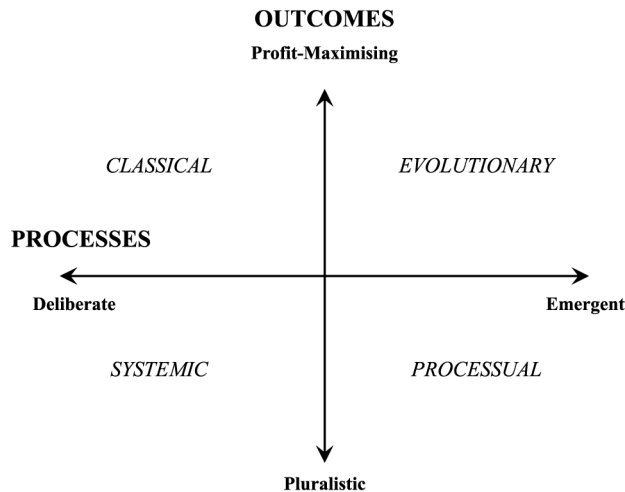 OUTCOMES
Profit-Maximising
CLASSICAL
EVOLUTIONARY
PROCESSES
Deliberate
Emergent
SYSTEMIC
PROCESSUAL
Pluralistic